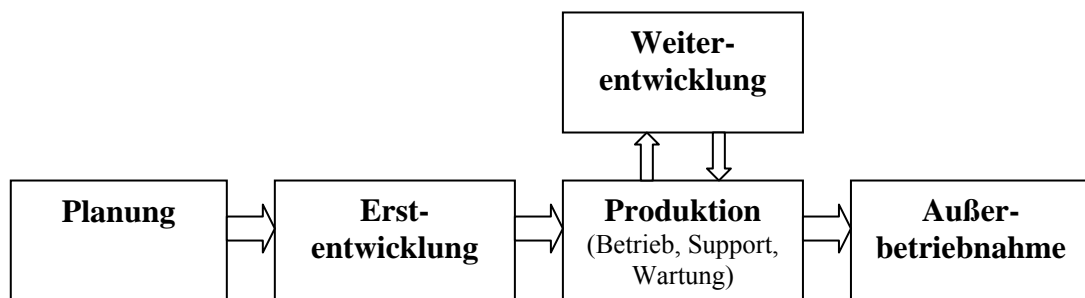 Weiter-
entwicklung
Planung
Erst-
entwicklung
Produktion
(Betrieb, Support,
Wartung)
Außer-
betriebnahme